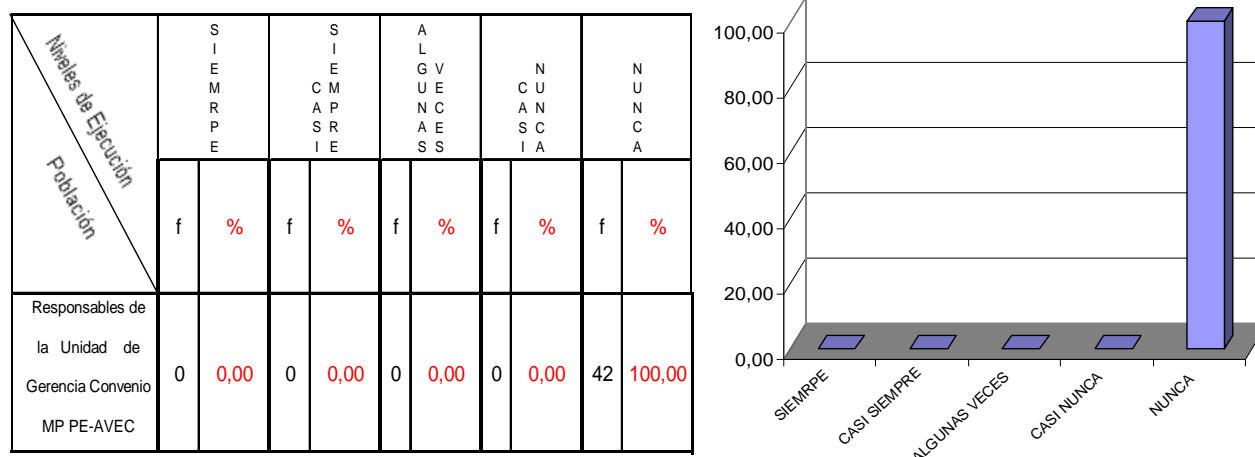 Niveles de Ejecución
Población
SIEMRPE
CASI SIEMPRE
ALGUNAS VECES
CASI NUNCA
NUNCA
f % f % f % f % f %
Responsables de
la Unidad de
Gerencia Convenio
MP PE-AVEC
0 0,00 0 0,00 0 0,00 0 0,00 42 100,00
100,00
80,00
60,00
40,00
20,00
0,00
SIEMRPE
CASI SIEMPRE
ALGUNAS VECES
CASI NUNCA
NUNCA